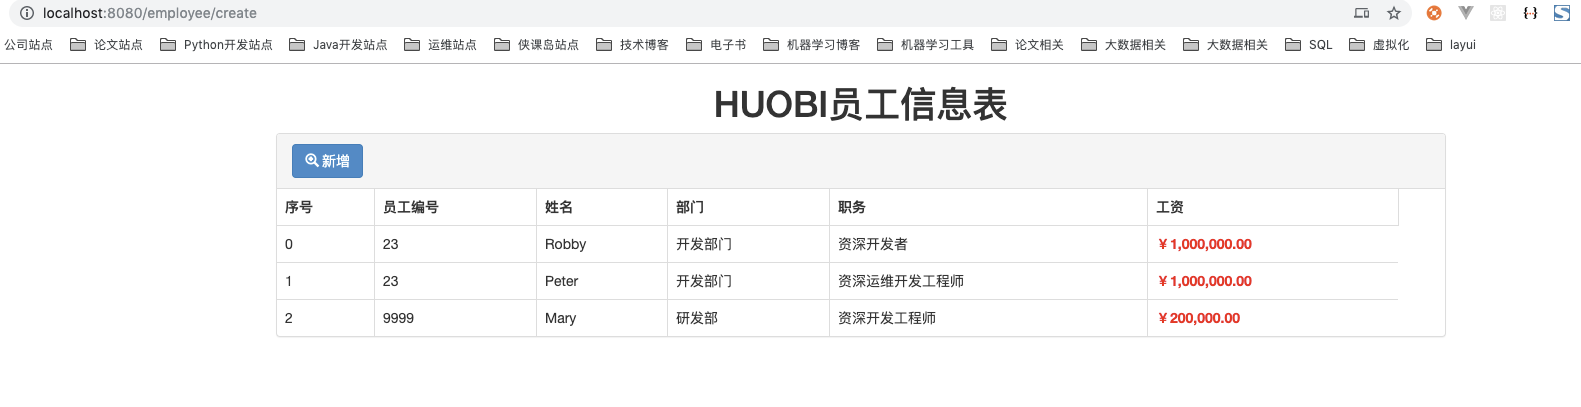 localhost:8080/employee/create
公司站点 论文站点 Python开发站点 Java开发站点 运维站点 侠课岛站点 技术博客 电子书 机器学习博客 机器学习工具 论文相关 大数据相关 大数据相关 SQL 虚拟化 layui
HUOBI员工信息表
新增
序号 员工编号 姓名 部门 职务 工资
0 23 Robby 开发部门 资深开发者 ￥1,000,000.00
1 23 Peter 开发部门 资深运维开发工程师 ￥1,000,000.00
2 9999 Mary 研发部 资深开发工程师 ￥200,000.00